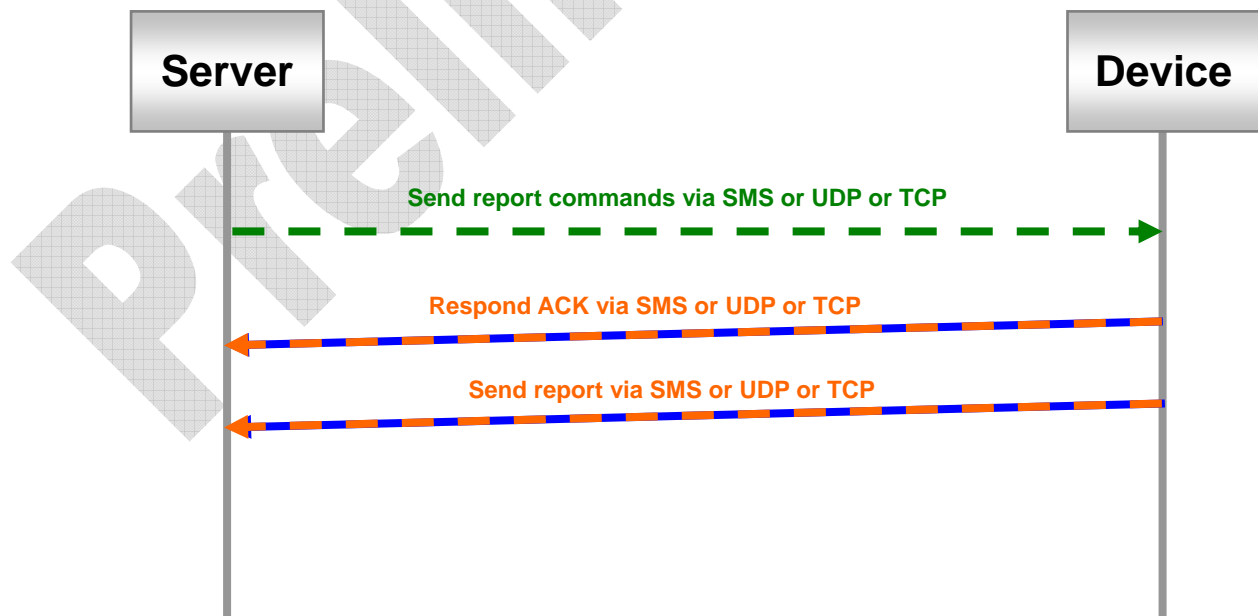 Server
Device
Send report commands via SMS or UDP or TCP
Respond ACK via SMS or UDP or TCP
Send report via SMS or UDP or TCP